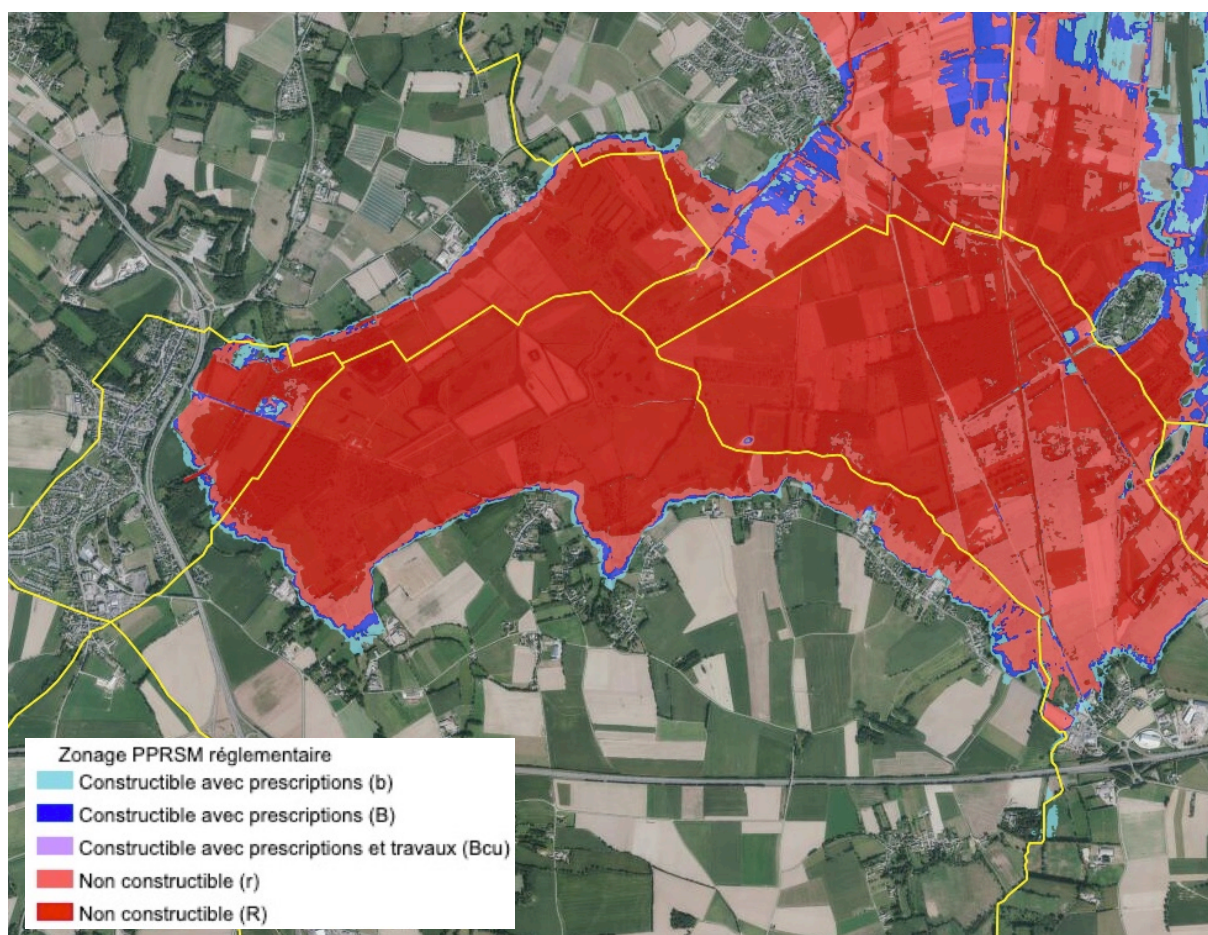 Zonage PPRSM réglementaire
Constructible avec prescriptions (b)
Constructible avec prescriptions (B)
Constructible avec prescriptions et travaux (Bcu)
Non constructible (r)
Non constructible (R)